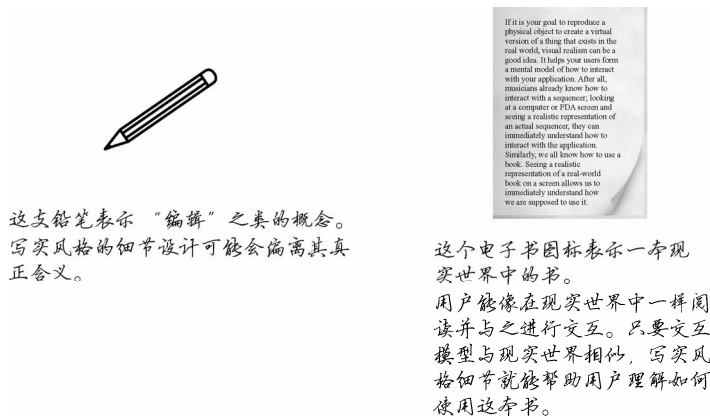 这支铅笔表示“编辑”之类的概念。
写实风格的细节设计可能会偏离其真
正含义。
If it is your goal to reproduce a
physical object to create a virtual
version of a thing that exists in the
real world, visual realism can be a
good idea. It helps your users form
a mental model of how to interact
with your application. After all,
musicians already know how to
interact with a sequencer; looking
at a computer or PDA screen and
seeing a realistic representation of
an actual sequencer, they can
immediately understand how to
interact with the application.
Similarly, we all know how to use a
book. Seeing a realistic
representation of a real-world
book on a screen allows us to
immediately understand how
we are supposed to use it.
这个电子书图标表示一本现
实世界中的书。
用户能像在现实世界中一样阅
读并与之进行交互。只要交互
模型与现实世界相似，写实风
格细节就能帮助用户理解如何
使用这本书。